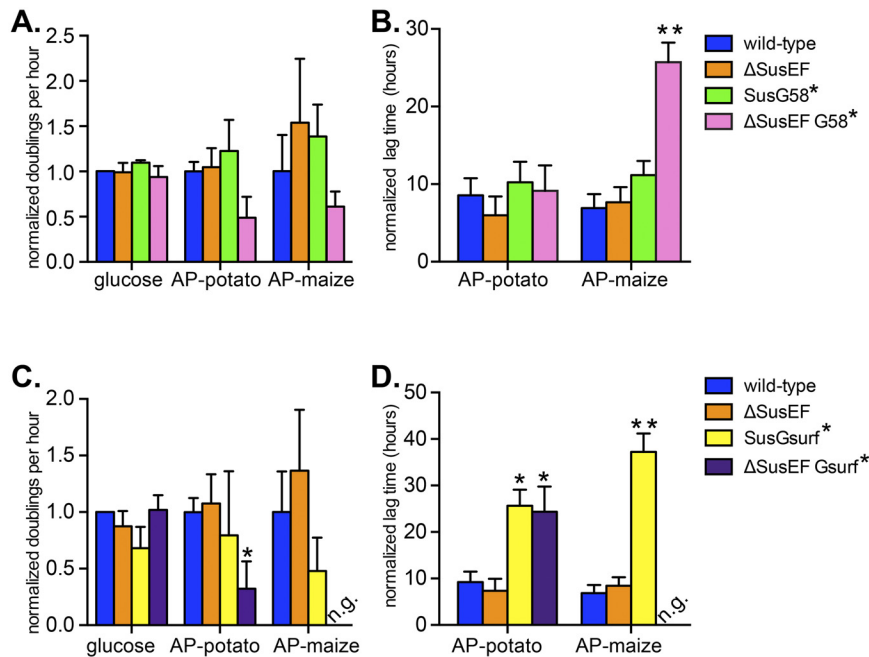 A.
normalized doublings per hour
2.5
2.0
1.5
1.0
0.5
0.0
glucose AP-potato AP-maize
B.
normalized lag time (hours)
30
20
10
0
**
AP-potato AP-maize
wild-type
ΔSusEF
SusG58*
ΔSusEF G58*
C.
normalized doublings per hour
2.0
1.5
1.0
0.5
0.0
*
n.g.
glucose AP-potato AP-maize
D.
normalized lag time (hours)
50
40
30
20
10
0
* * **
n.g.
AP-potato AP-maize
wild-type
ΔSusEF
SusGsurf*
ΔSusEF Gsurf*